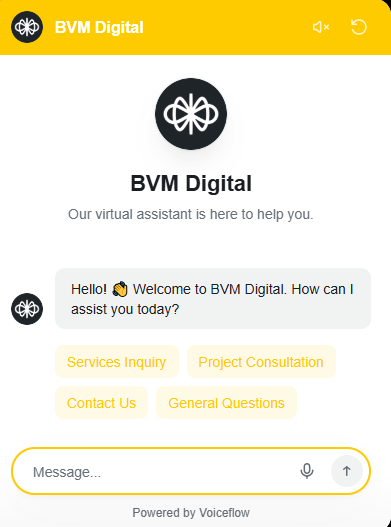 BVM Digital
BVM Digital
Our virtual assistant is here to help you.
Hello! 👏 Welcome to BVM Digital. How can I
assist you today?
Services Inquiry
Project Consultation
Contact Us
General Questions
Message...
Powered by Voiceflow